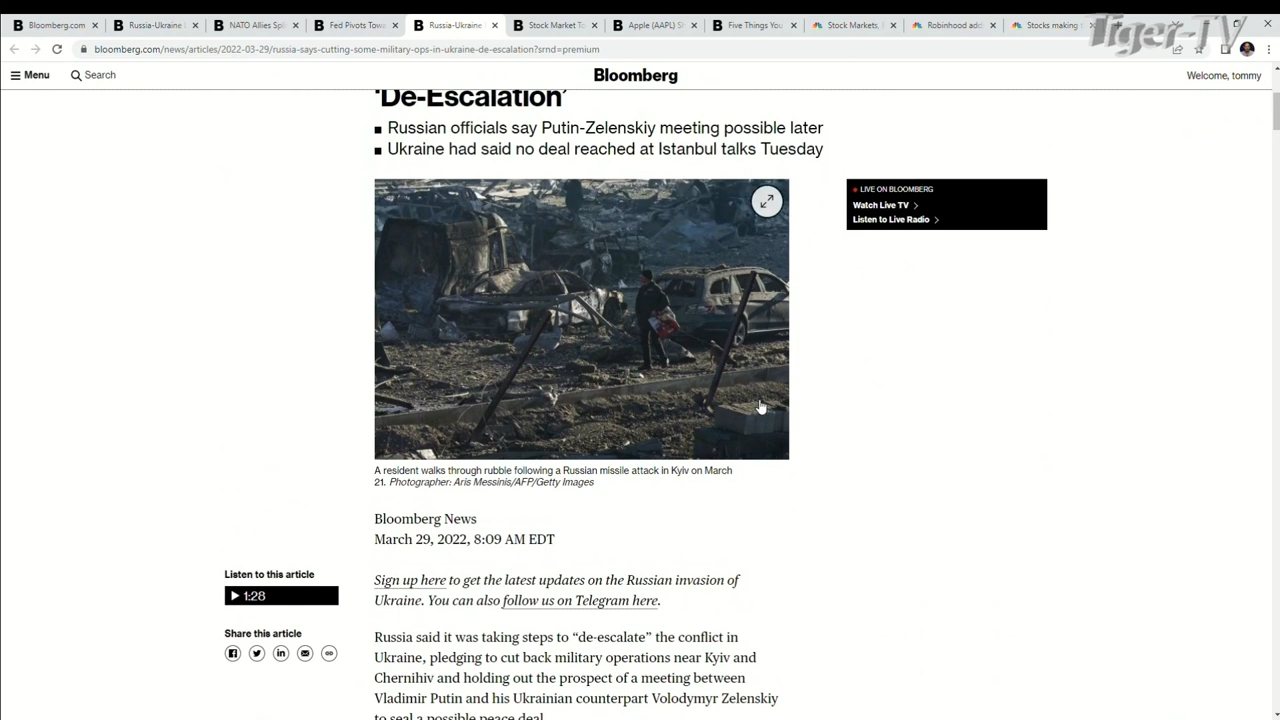 Bloomberg.com
Russia-Ukraine
NATO Allies Spl
Fed Pivots Towa
Russia-Ukraine
Stock Market To
Apple (AAPL) Sh
Five Things You
Stock Markets,
Robinhood add
Stocks making
Tiger-TV
bloomberg.com/news/articles/2022-03-29/russia-says-cutting-some-military-ops-in-ukraine-de-escalation?srnd=premium
Menu
Search
Bloomberg
Welcome, tommy
'De-Escalation'
Russian officials say Putin-Zelenskiy meeting possible later
Ukraine had said no deal reached at Istanbul talks Tuesday
LIVE ON BLOOMBERG
Watch Live TV
Listen to Live Radio
A resident walks through rubble following a Russian missile attack in Kyiv on March
21. Photographer: Aris Messinis/AFP/Getty Images
Bloomberg News
March 29, 2022, 8:09 AM EDT
Listen to this article
1:28
Share this article
Sign up here to get the latest updates on the Russian invasion of
Ukraine. You can also follow us on Telegram here.
Russia said it was taking steps to “de-escalate” the conflict in
Ukraine, pledging to cut back military operations near Kyiv and
Chernihiv and holding out the prospect of a meeting between
Vladimir Putin and his Ukrainian counterpart Volodymyr Zelenskiy
to seal a possible peace deal.